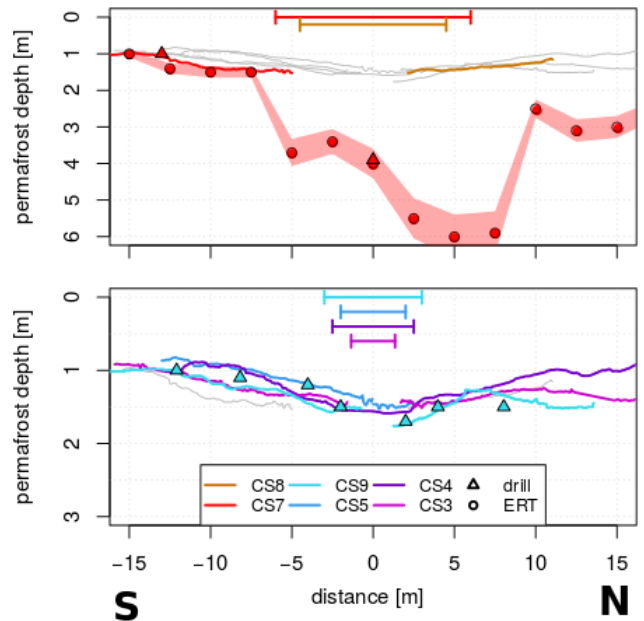 0
1
2
3
4
5
6
permafrost depth [m]
0
1
2
3
permafrost depth [m]
CS8 CS9 CS4 drill
CS7 CS5 CS3 ERT
−15 −10 −5 0 5 10 15
distance [m]
S N